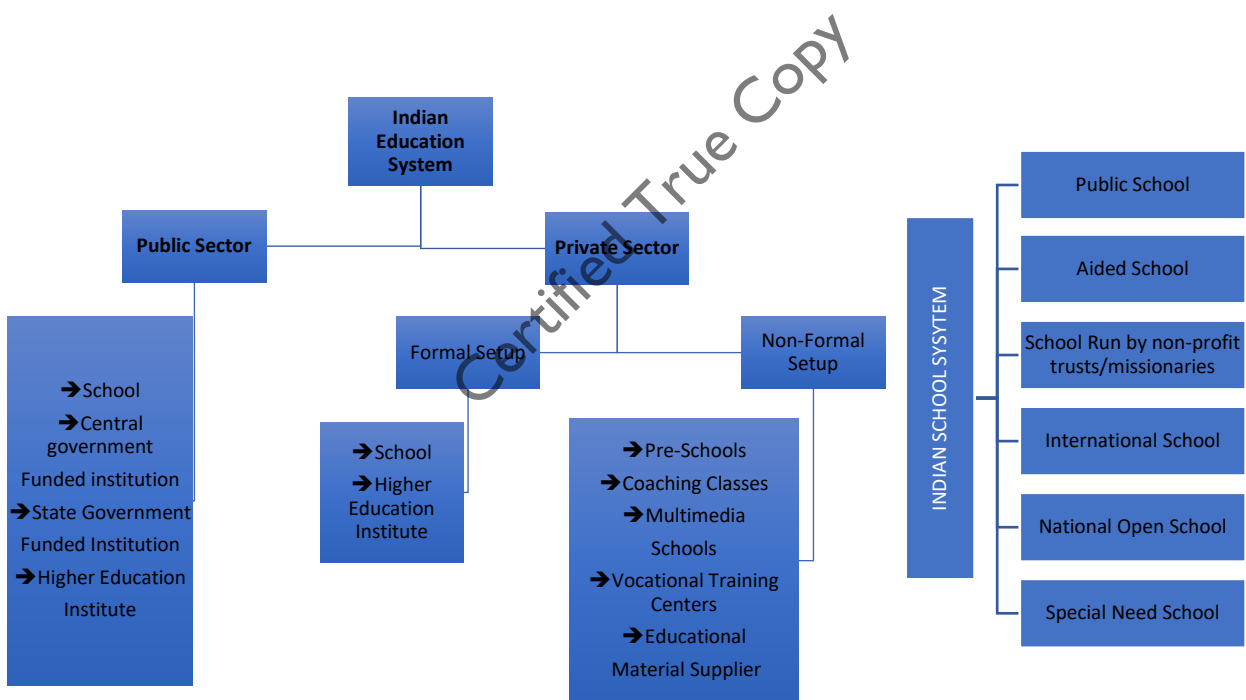 Certified True Copy
Indian
Education
System
Public Sector
Private Sector
➔School
➔Central
government
Funded institution
➔State Government
Funded Institution
➔Higher Education
Institute
Formal Setup
➔School
➔Higher
Education
Institute
Non-Formal
Setup
➔Pre-Schools
➔Coaching Classes
➔Multimedia
Schools
➔Vocational Training
Centers
➔Educational
Material Supplier
INDIAN SCHOOL SYSYTEM
Public School
Aided School
School Run by non-profit
trusts/missionaries
International School
National Open School
Special Need School